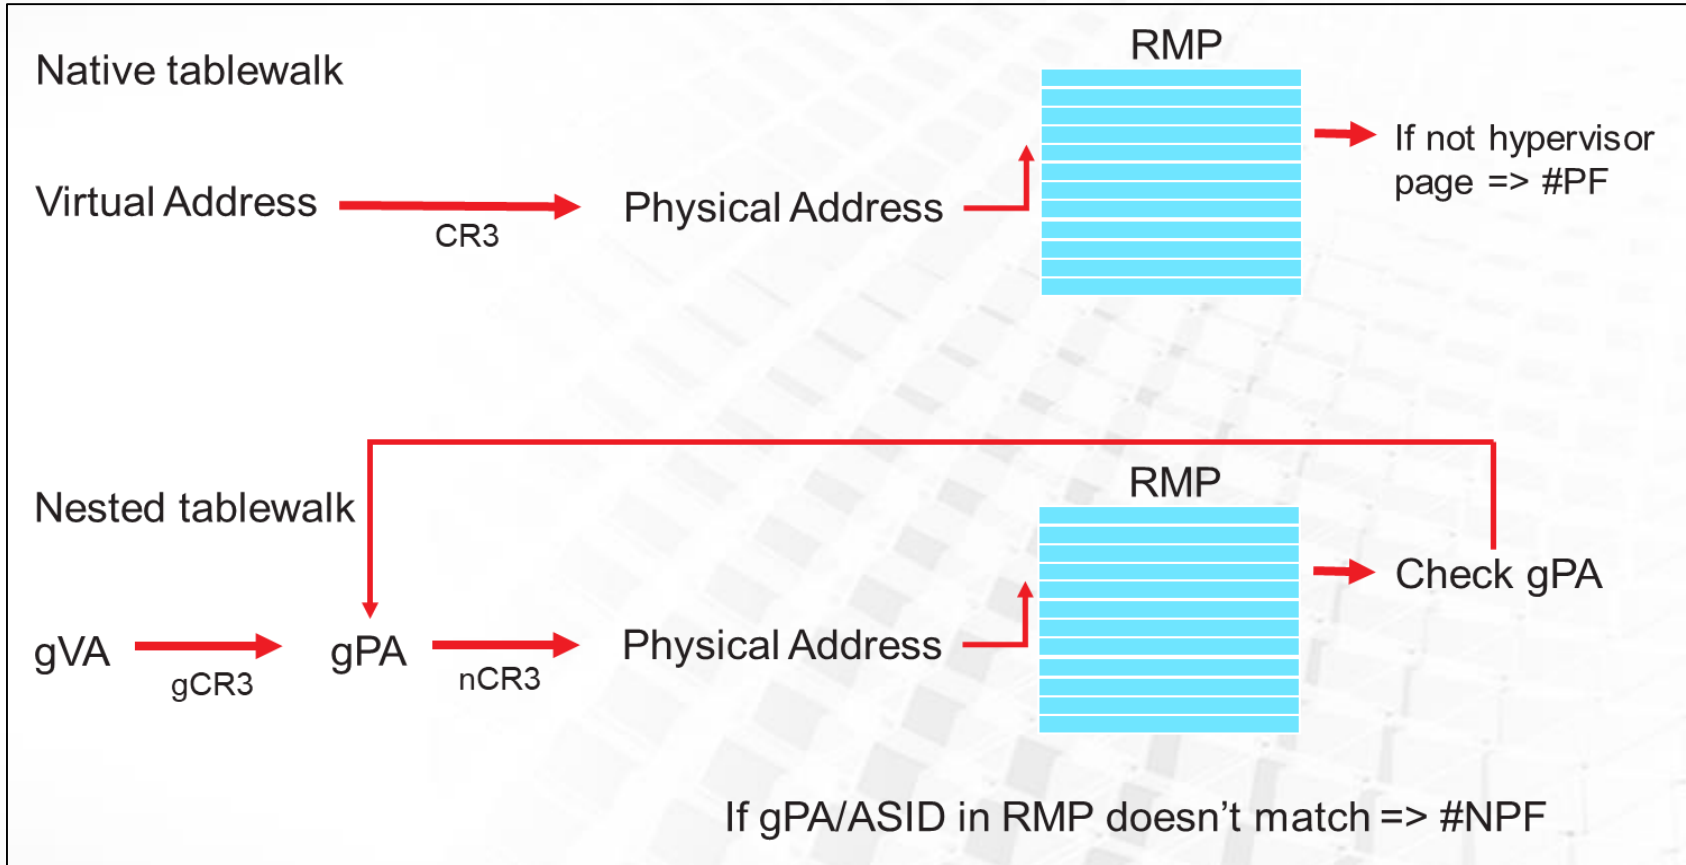 Native tablewalk
RMP
Virtual Address
CR3
Physical Address
If not hypervisor
page => #PF
Nested tablewalk
RMP
gVA
gCR3
gPA
nCR3
Physical Address
Check gPA
If gPA/ASID in RMP doesn’t match => #NPF